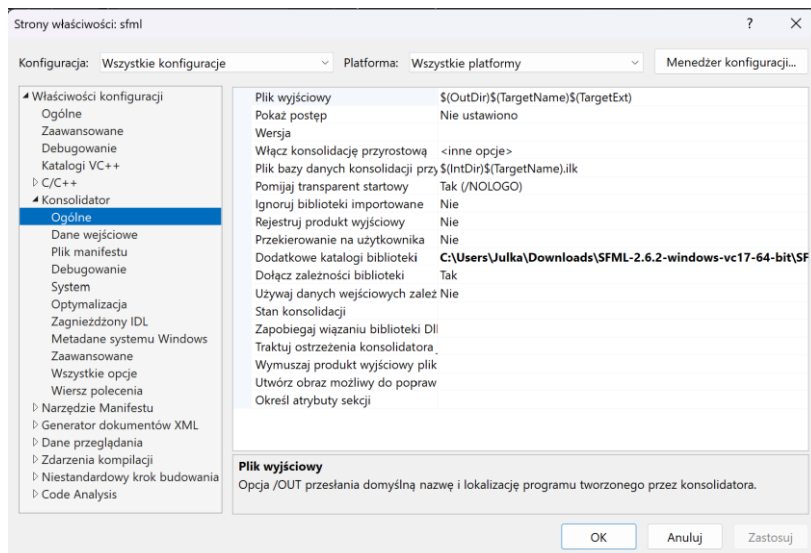 Strony właściwości: sfml
Konfiguracja: Wszystkie konfiguracje Platforma: Wszystkie platformy Menedżer konfiguracji...
Właściwości konfiguracji
Ogólne
Zaawansowane
Debugowanie
Katalogi VC++
C/C++
Konsolidator
Ogólne
Dane wejściowe
Plik manifestu
Debugowanie
System
Optymalizacja
Zagnieżdżony IDL
Metadane systemu Windows
Zaawansowane
Wszystkie opcje
Wiersz polecenia
Narzędzie Manifestu
Generator dokumentów XML
Dane przeglądania
Zdarzenia kompilacji
Niestandardowy krok budowania
Code Analysis
Plik wyjściowy $(OutDir)$(TargetName)$(TargetExt)
Pokaż postęp Nie ustawiono
Wersja
Włącz konsolidację przyrostową <inne opcje>
Plik bazy danych konsolidacji przy $(IntDir)$(TargetName).ilk
Pomijaj transparent startowy Tak (/NOLOGO)
Ignoruj biblioteki importowane Nie
Rejestruj produkt wyjściowy Nie
Przekierowanie na użytkownika Nie
Dodatkowe katalogi biblioteki C:\Users\Julka\Downloads\SFML-2.6.2-windows-vc17-64-bit\SF
Dołącz zależności biblioteki Tak
Używaj danych wejściowych zależ Nie
Stan konsolidacji
Zapobiegaj wiązaniu biblioteki Dll
Traktuj ostrzeżenia konsolidatora
Wymuszaj produkt wyjściowy plik
Utwórz obraz możliwy do popraw
Określ atrybuty sekcji
Plik wyjściowy
Opcja /OUT przesłania domyślną nazwę i lokalizację programu tworzonego przez konsolidatora.
OK Anuluj Zastosuj